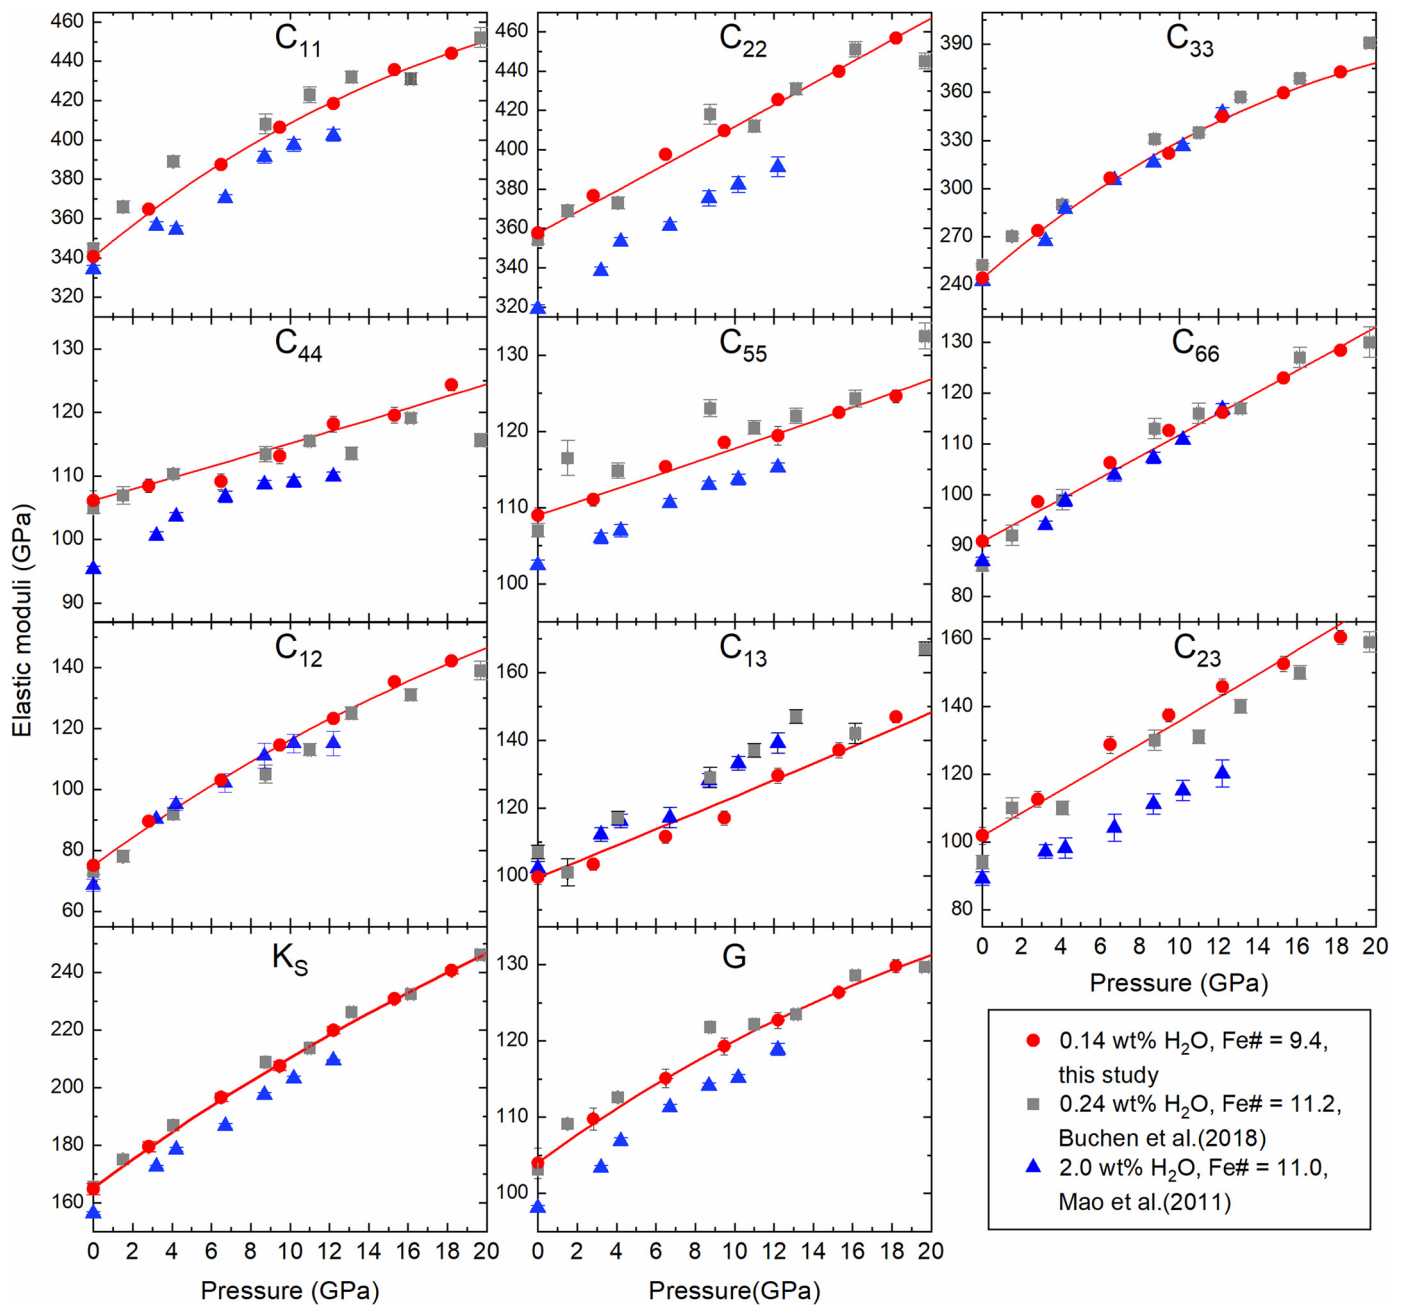 C11
460
440
420
400
380
360
340
320
C22
460
440
420
400
380
360
340
320
C33
390
360
330
300
270
240
C44
130
120
110
100
90
C55
130
120
110
100
C66
130
120
110
100
90
80
Elastic moduli (GPa)
C12
140
120
100
80
60
C13
160
140
120
100
C23
160
140
120
100
80
0 2 4 6 8 10 12 14 16 18 20
Pressure (GPa)
KS
240
220
200
180
160
0 2 4 6 8 10 12 14 16 18 20
Pressure (GPa)
G
130
120
110
100
0 2 4 6 8 10 12 14 16 18 20
Pressure(GPa)
0.14 wt% H2O, Fe# = 9.4,
this study
0.24 wt% H2O, Fe# = 11.2,
Buchen et al.(2018)
2.0 wt% H2O, Fe# = 11.0,
Mao et al.(2011)